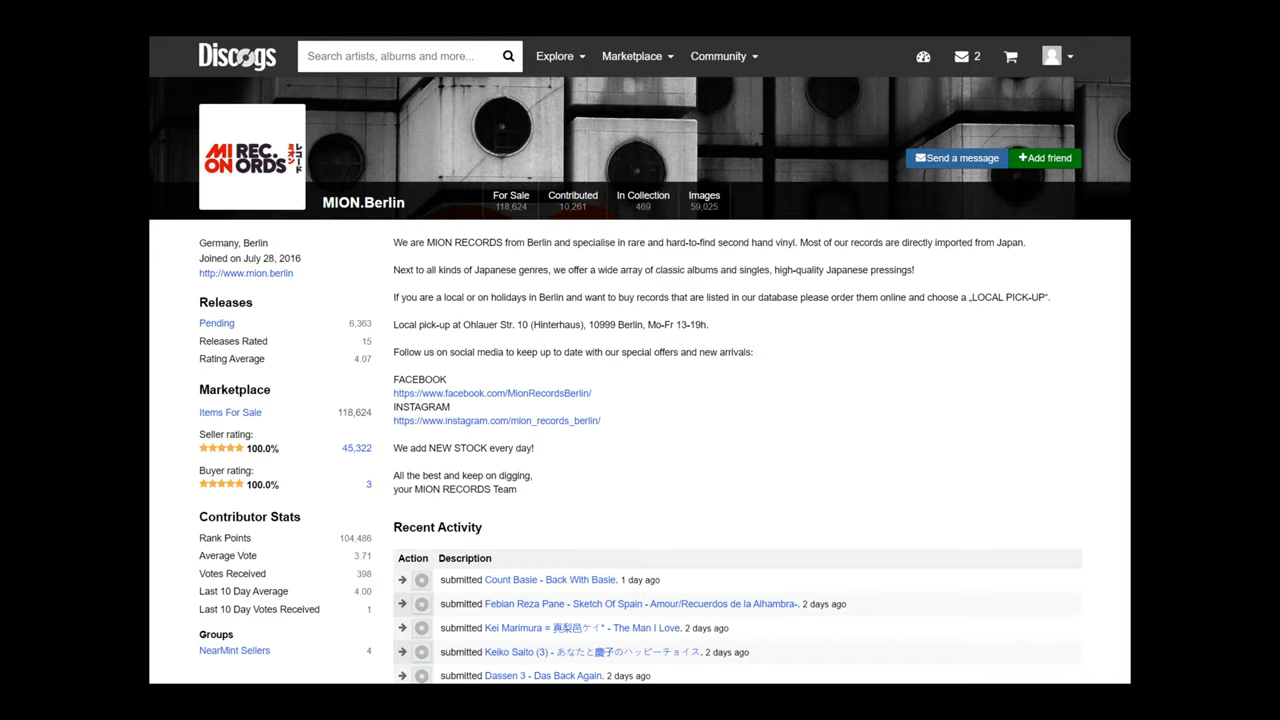 Discogs
Search artists, albums and more...
Explore
Marketplace
Community
2
MI REC. レコード
ON ORDS ミオン
Send a message
Add friend
MION.Berlin
For Sale
118,624
Contributed
10,261
In Collection
469
Images
59,025
Germany, Berlin
Joined on July 28, 2016
http://www.mion.berlin
Releases
Pending 6,363
Releases Rated 15
Rating Average 4.07
Marketplace
Items For Sale 118,624
Seller rating:
100.0% 45,322
Buyer rating:
100.0% 3
Contributor Stats
Rank Points 104,486
Average Vote 3.71
Votes Received 398
Last 10 Day Average 4.00
Last 10 Day Votes Received 1
Groups
NearMint Sellers 4
We are MION RECORDS from Berlin and specialise in rare and hard-to-find second hand vinyl. Most of our records are directly imported from Japan.
Next to all kinds of Japanese genres, we offer a wide array of classic albums and singles, high-quality Japanese pressings!
If you are a local or on holidays in Berlin and want to buy records that are listed in our database please order them online and choose a „LOCAL PICK-UP“.
Local pick-up at Ohlauer Str. 10 (Hinterhaus), 10999 Berlin, Mo-Fr 13-19h.
Follow us on social media to keep up to date with our special offers and new arrivals:
FACEBOOK
https://www.facebook.com/MionRecordsBerlin/
INSTAGRAM
https://www.instagram.com/mion_records_berlin/
We add NEW STOCK every day!
All the best and keep on digging,
your MION RECORDS Team
Recent Activity
Action Description
submitted Count Basie - Back With Basie. 1 day ago
submitted Febian Reza Pane - Sketch Of Spain - Amour/Recuerdos de la Alhambra-. 2 days ago
submitted Kei Marimura = 真梨邑ケイ* - The Man I Love. 2 days ago
submitted Keiko Saito (3) - あなたと慶子のハッピーチョイス. 2 days ago
submitted Dassen 3 - Das Back Again. 2 days ago